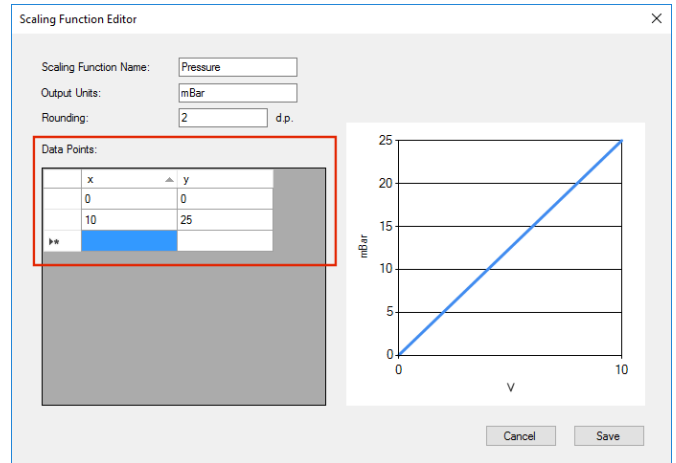 Scaling Function Editor
Scaling Function Name: Pressure
Output Units: mBar
Rounding: 2 d.p.
Data Points:
x y
0 0
10 25
25
20
15
10
5
0
mBar
0 10
V
Cancel Save